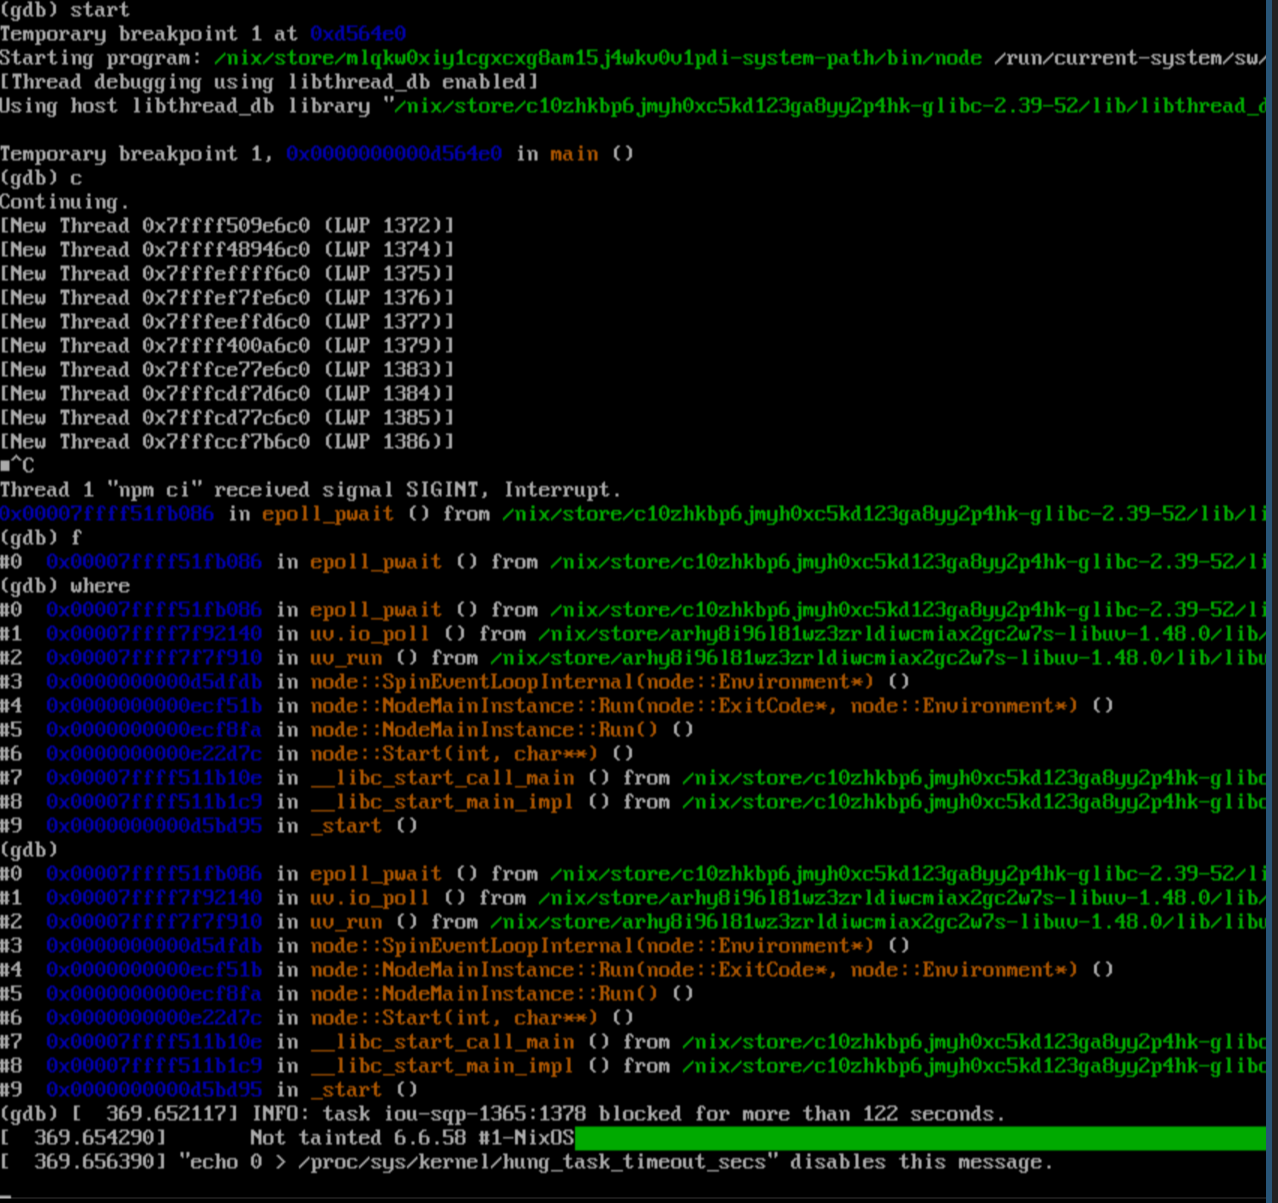 (gdb) start
Temporary breakpoint 1 at 0xd564e0
Starting program: /nix/store/mlqkw0xiy1cgxcxg8am15j4wkv0v1pdi-system-path/bin/node /run/current-system/sw/
[Thread debugging using libthread_db enabled]
Using host libthread_db library "/nix/store/c10zhkbp6jmyh0xc5kd123ga8yy2p4hk-glibc-2.39-52/lib/libthread_d
Temporary breakpoint 1, 0x0000000000d564e0 in main ()
(gdb) c
Continuing.
[New Thread 0x7ffff509e6c0 (LWP 1372)]
[New Thread 0x7ffff48946c0 (LWP 1374)]
[New Thread 0x7fffeffff6c0 (LWP 1375)]
[New Thread 0x7fffef7fe6c0 (LWP 1376)]
[New Thread 0x7fffeeffd6c0 (LWP 1377)]
[New Thread 0x7ffff400a6c0 (LWP 1379)]
[New Thread 0x7fffce77e6c0 (LWP 1383)]
[New Thread 0x7fffcdf7d6c0 (LWP 1384)]
[New Thread 0x7fffcd77c6c0 (LWP 1385)]
[New Thread 0x7fffccf7b6c0 (LWP 1386)]
■^C
Thread 1 "npm ci" received signal SIGINT, Interrupt.
0x00007ffff51fb086 in epoll_pwait () from /nix/store/c10zhkbp6jmyh0xc5kd123ga8yy2p4hk-glibc-2.39-52/lib/li
(gdb) f
#0  0x00007ffff51fb086 in epoll_pwait () from /nix/store/c10zhkbp6jmyh0xc5kd123ga8yy2p4hk-glibc-2.39-52/li
(gdb) where
#0  0x00007ffff51fb086 in epoll_pwait () from /nix/store/c10zhkbp6jmyh0xc5kd123ga8yy2p4hk-glibc-2.39-52/li
#1  0x00007ffff7f92140 in uv.io_poll () from /nix/store/arhy8i96l81wz3zrldiwcmiax2gc2w7s-libuv-1.48.0/lib/
#2  0x00007ffff7f7f910 in uv_run () from /nix/store/arhy8i96l81wz3zrldiwcmiax2gc2w7s-libuv-1.48.0/lib/libu
#3  0x0000000000d5dfdb in node::SpinEventLoopInternal(node::Environment*) ()
#4  0x0000000000ecf51b in node::NodeMainInstance::Run(node::ExitCode*, node::Environment*) ()
#5  0x0000000000ecf8fa in node::NodeMainInstance::Run() ()
#6  0x0000000000e22d7c in node::Start(int, char**) ()
#7  0x00007ffff511b10e in __libc_start_call_main () from /nix/store/c10zhkbp6jmyh0xc5kd123ga8yy2p4hk-glibc
#8  0x00007ffff511b1c9 in __libc_start_main_impl () from /nix/store/c10zhkbp6jmyh0xc5kd123ga8yy2p4hk-glibc
#9  0x0000000000d5bd95 in _start ()
(gdb)
#0  0x00007ffff51fb086 in epoll_pwait () from /nix/store/c10zhkbp6jmyh0xc5kd123ga8yy2p4hk-glibc-2.39-52/li
#1  0x00007ffff7f92140 in uv.io_poll () from /nix/store/arhy8i96l81wz3zrldiwcmiax2gc2w7s-libuv-1.48.0/lib/
#2  0x00007ffff7f7f910 in uv_run () from /nix/store/arhy8i96l81wz3zrldiwcmiax2gc2w7s-libuv-1.48.0/lib/libu
#3  0x0000000000d5dfdb in node::SpinEventLoopInternal(node::Environment*) ()
#4  0x0000000000ecf51b in node::NodeMainInstance::Run(node::ExitCode*, node::Environment*) ()
#5  0x0000000000ecf8fa in node::NodeMainInstance::Run() ()
#6  0x0000000000e22d7c in node::Start(int, char**) ()
#7  0x00007ffff511b10e in __libc_start_call_main () from /nix/store/c10zhkbp6jmyh0xc5kd123ga8yy2p4hk-glibc
#8  0x00007ffff511b1c9 in __libc_start_main_impl () from /nix/store/c10zhkbp6jmyh0xc5kd123ga8yy2p4hk-glibc
#9  0x0000000000d5bd95 in _start ()
(gdb) [  369.652117] INFO: task iou-sqp-1365:1378 blocked for more than 122 seconds.
[  369.654290]       Not tainted 6.6.58 #1-NixOS
[  369.656390] "echo 0 > /proc/sys/kernel/hung_task_timeout_secs" disables this message.